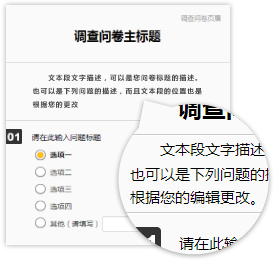 调查问卷页眉
调查问卷主标题
文本段文字描述，可以是您问卷标题的描述。
也可以是下列问题的描述，而且文本段的位置也是
根据您的更改
01
请在此输入问题标题
选项一
选项二
选项三
选项四
其他（请填写）
文本段文字描述
也可以是下列问题的
根据您的编辑更改。
请在此输